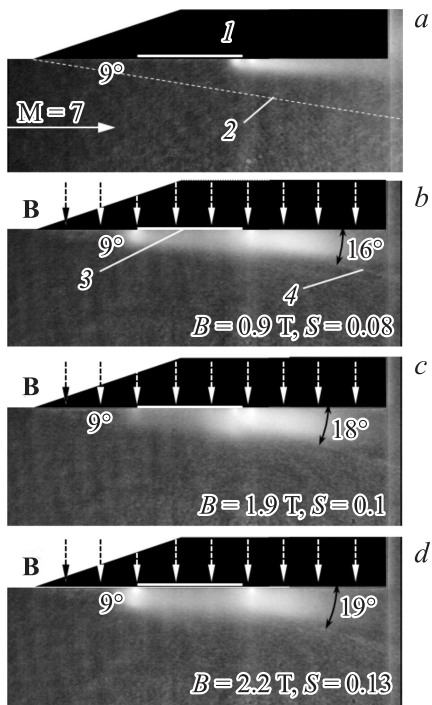 a
1
9°
M = 7
2
b
B
9°
16°
3
4
B = 0.9 T, S = 0.08
c
B
9°
18°
B = 1.9 T, S = 0.1
d
B
9°
19°
B = 2.2 T, S = 0.13